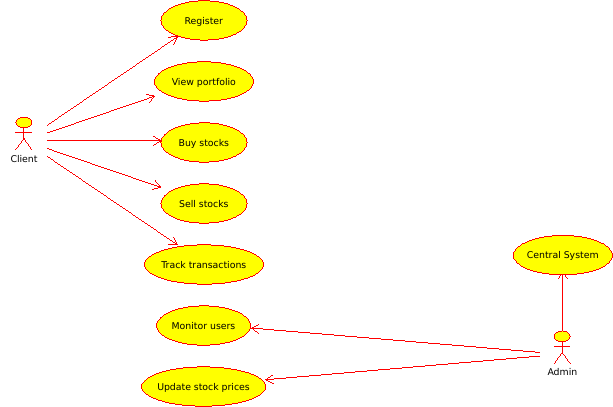 Register
View portfolio
Buy stocks
Client
Sell stocks
Central System
Track transactions
Monitor users
Admin
Update stock prices